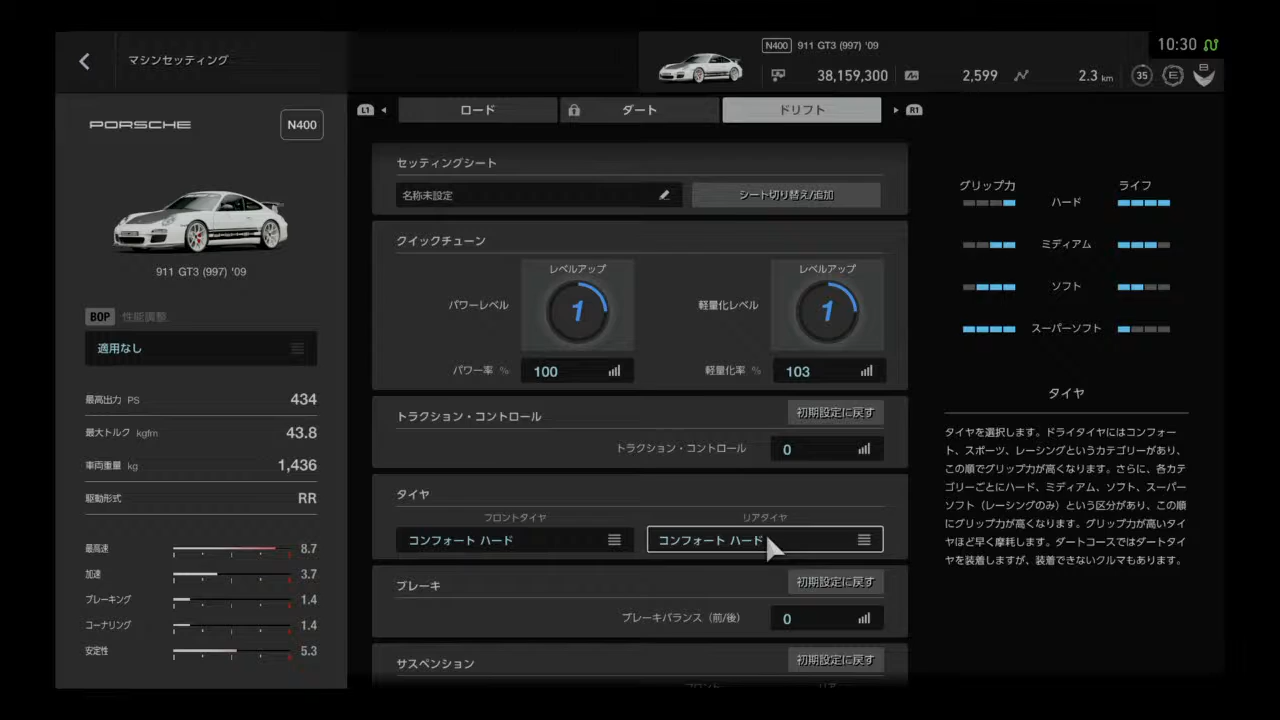 マシンセッティング
N400 911 GT3 (997) '09
10:30
38,159,300 2,599 2.3 km 35 E B
L1 ロード ダート ドリフト R1
PORSCHE N400
911 GT3 (997) '09
BOP 性能調整
適用なし
最高出力 PS 434
最大トルク kgfm 43.8
車両重量 kg 1,436
駆動形式 RR
最高速 8.7
加速 3.7
ブレーキング 1.4
コーナリング 1.4
安定性 5.3
セッティングシート
名称未設定 シート切り替え/追加
クイックチューン
レベルアップ レベルアップ
パワーレベル 1 軽量化レベル 1
パワー率 % 100 軽量化率 % 103
トラクション・コントロール 初期設定に戻す
トラクション・コントロール 0
タイヤ
フロントタイヤ リアタイヤ
コンフォート ハード コンフォート ハード
ブレーキ 初期設定に戻す
ブレーキバランス（前/後） 0
サスペンション 初期設定に戻す
グリップ力 ライフ
ハード
ミディアム
ソフト
スーパーソフト
タイヤ
タイヤを選択します。ドライタイヤにはコンフォー
ト、スポーツ、レーシングというカテゴリーがあり、
この順でグリップ力が高くなります。さらに、各カテ
ゴリーごとにハード、ミディアム、ソフト、スーパー
ソフト（レーシングのみ）という区分があり、この順
にグリップ力が高くなります。グリップ力が高いタイ
ヤほど早く摩耗します。ダートコースではダートタイ
ヤを装着しますが、装着できないクルマもあります。